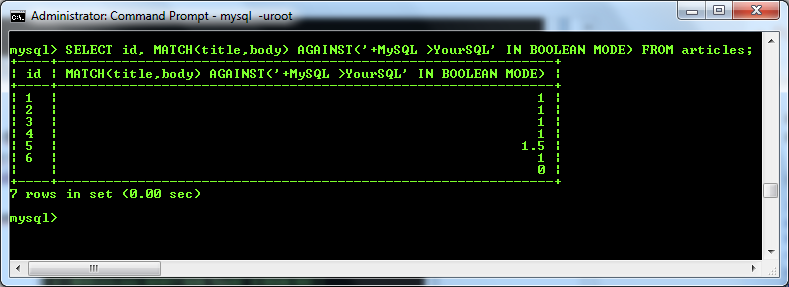 Administrator: Command Prompt - mysql -uroot
mysql> SELECT id, MATCH(title,body) AGAINST('+MySQL >YourSQL' IN BOOLEAN MODE) FROM articles;
| id | MATCH(title,body) AGAINST('+MySQL >YourSQL' IN BOOLEAN MODE) |
| 1 | 1 |
| 2 | 1 |
| 3 | 1 |
| 4 | 1 |
| 5 | 1.5 |
| 6 | 1 |
| | 0 |
7 rows in set (0.00 sec)
mysql>